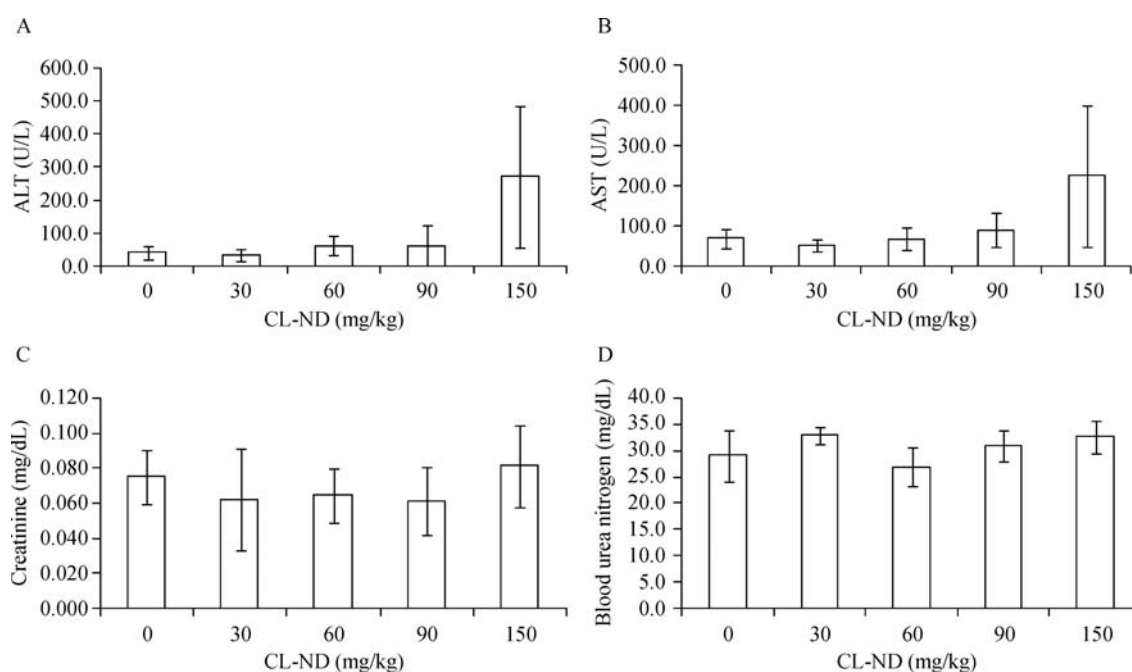 A
ALT (U/L)
600.0
500.0
400.0
300.0
200.0
100.0
0.0
0 30 60 90 150
CL-ND (mg/kg)
B
AST (U/L)
500.0
400.0
300.0
200.0
100.0
0.0
0 30 60 90 150
CL-ND (mg/kg)
C
Creatinine (mg/dL)
0.120
0.100
0.080
0.060
0.040
0.020
0.000
0 30 60 90 150
CL-ND (mg/kg)
D
Blood urea nitrogen (mg/dL)
40.0
35.0
30.0
25.0
20.0
15.0
10.0
5.0
0.0
0 30 60 90 150
CL-ND (mg/kg)